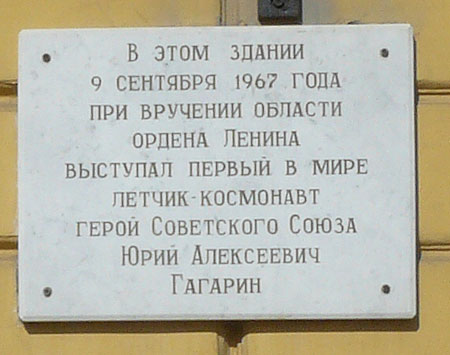 В ЭТОМ ЗДАНИИ
9 СЕНТЯБРЯ 1967 ГОДА
ПРИ ВРУЧЕНИИ ОБЛАСТИ
ОРДЕНА ЛЕНИНА
ВЫСТУПАЛ ПЕРВЫЙ В МИРЕ
ЛЕТЧИК-КОСМОНАВТ
ГЕРОЙ СОВЕТСКОГО СОЮЗА
ЮРИЙ АЛЕКСЕЕВИЧ
ГАГАРИН